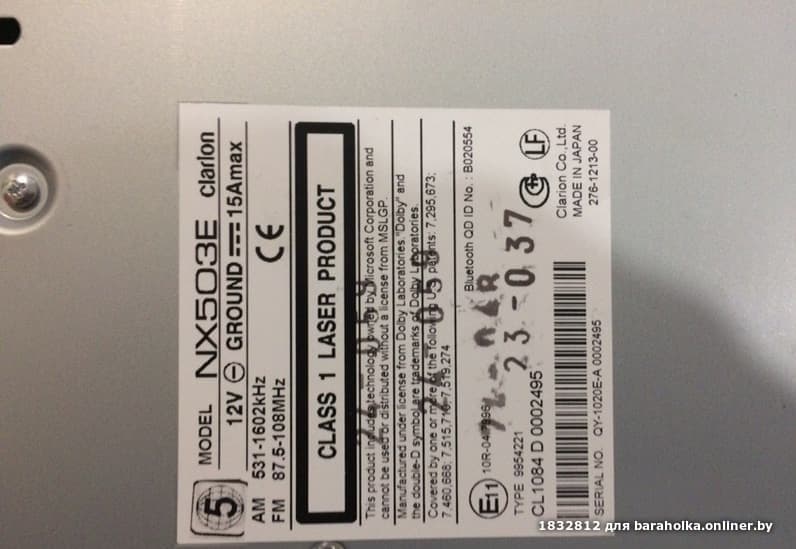 MODEL NX503E clarion
12V GROUND 15Amax
5
AM 531-1602kHz
FM 87.5-108MHz
CE
CLASS 1 LASER PRODUCT
This product includes technology owned by Microsoft Corporation and
cannot be used or distributed without a license from MSLGP.
Manufactured under license from Dolby Laboratories "Dolby" and
the double-D symbol are trademarks of Dolby Laboratories.
Covered by one or more of the following U.S. patents: 7,295,673;
7,460,668; 7,515,710; 7,519,274
Bluetooth QD ID No.: B020554
E11 10R-04
TYPE 9954221
23-037
CL1084 D 0002495
LF
Clarion Co.,Ltd.
MADE IN JAPAN
276-1213-00
SERIAL NO. QY-1020E-A 0002495
1832812 для baraholka.onliner.by